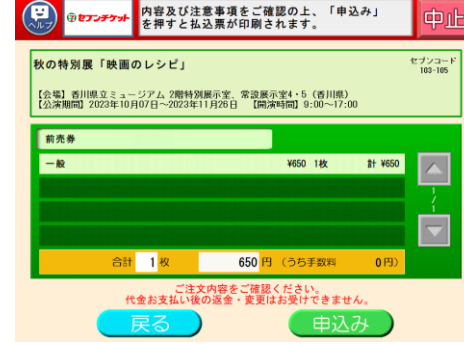 ヘルプ
セブンチケット
内容及び注意事項をご確認の上、「申込み」
を押すと払込票が印刷されます。
中止
秋の特別展「映画のレシピ」
セブンコード
103-105
【会場】香川県立ミュージアム 2階特別展示室、常設展示室4・5(香川県)
【公演期間】2023年10月07日~2023年11月26日 【開演時間】9:00~17:00
前売券
一般 ¥650 1枚 計 ¥650
1/1
合計 1 枚 650 円 (うち手数料 0円)
ご注文内容をご確認ください。
代金お支払い後の返金・変更はお受けできません。
戻る
申込み